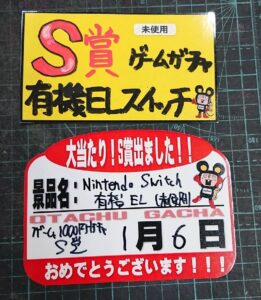 未使用
S賞 ゲームガチャ
有機ELスイッチ
大当たり!S賞出ました!!
景品名: Nintendo Switch
有機EL (未使用)
OTACHU GACHA
ゲーム1000円ガチャ
S賞
1月6日
おめでとうございます!!!